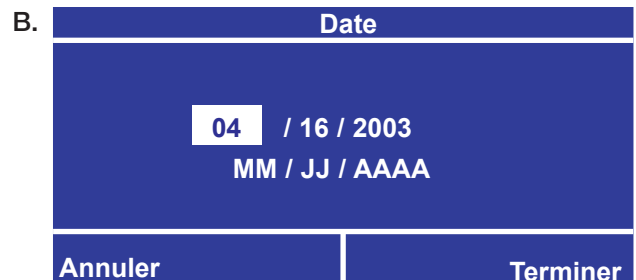 B.
Date
04 / 16 / 2003
MM / JJ / AAAA
Annuler Terminer